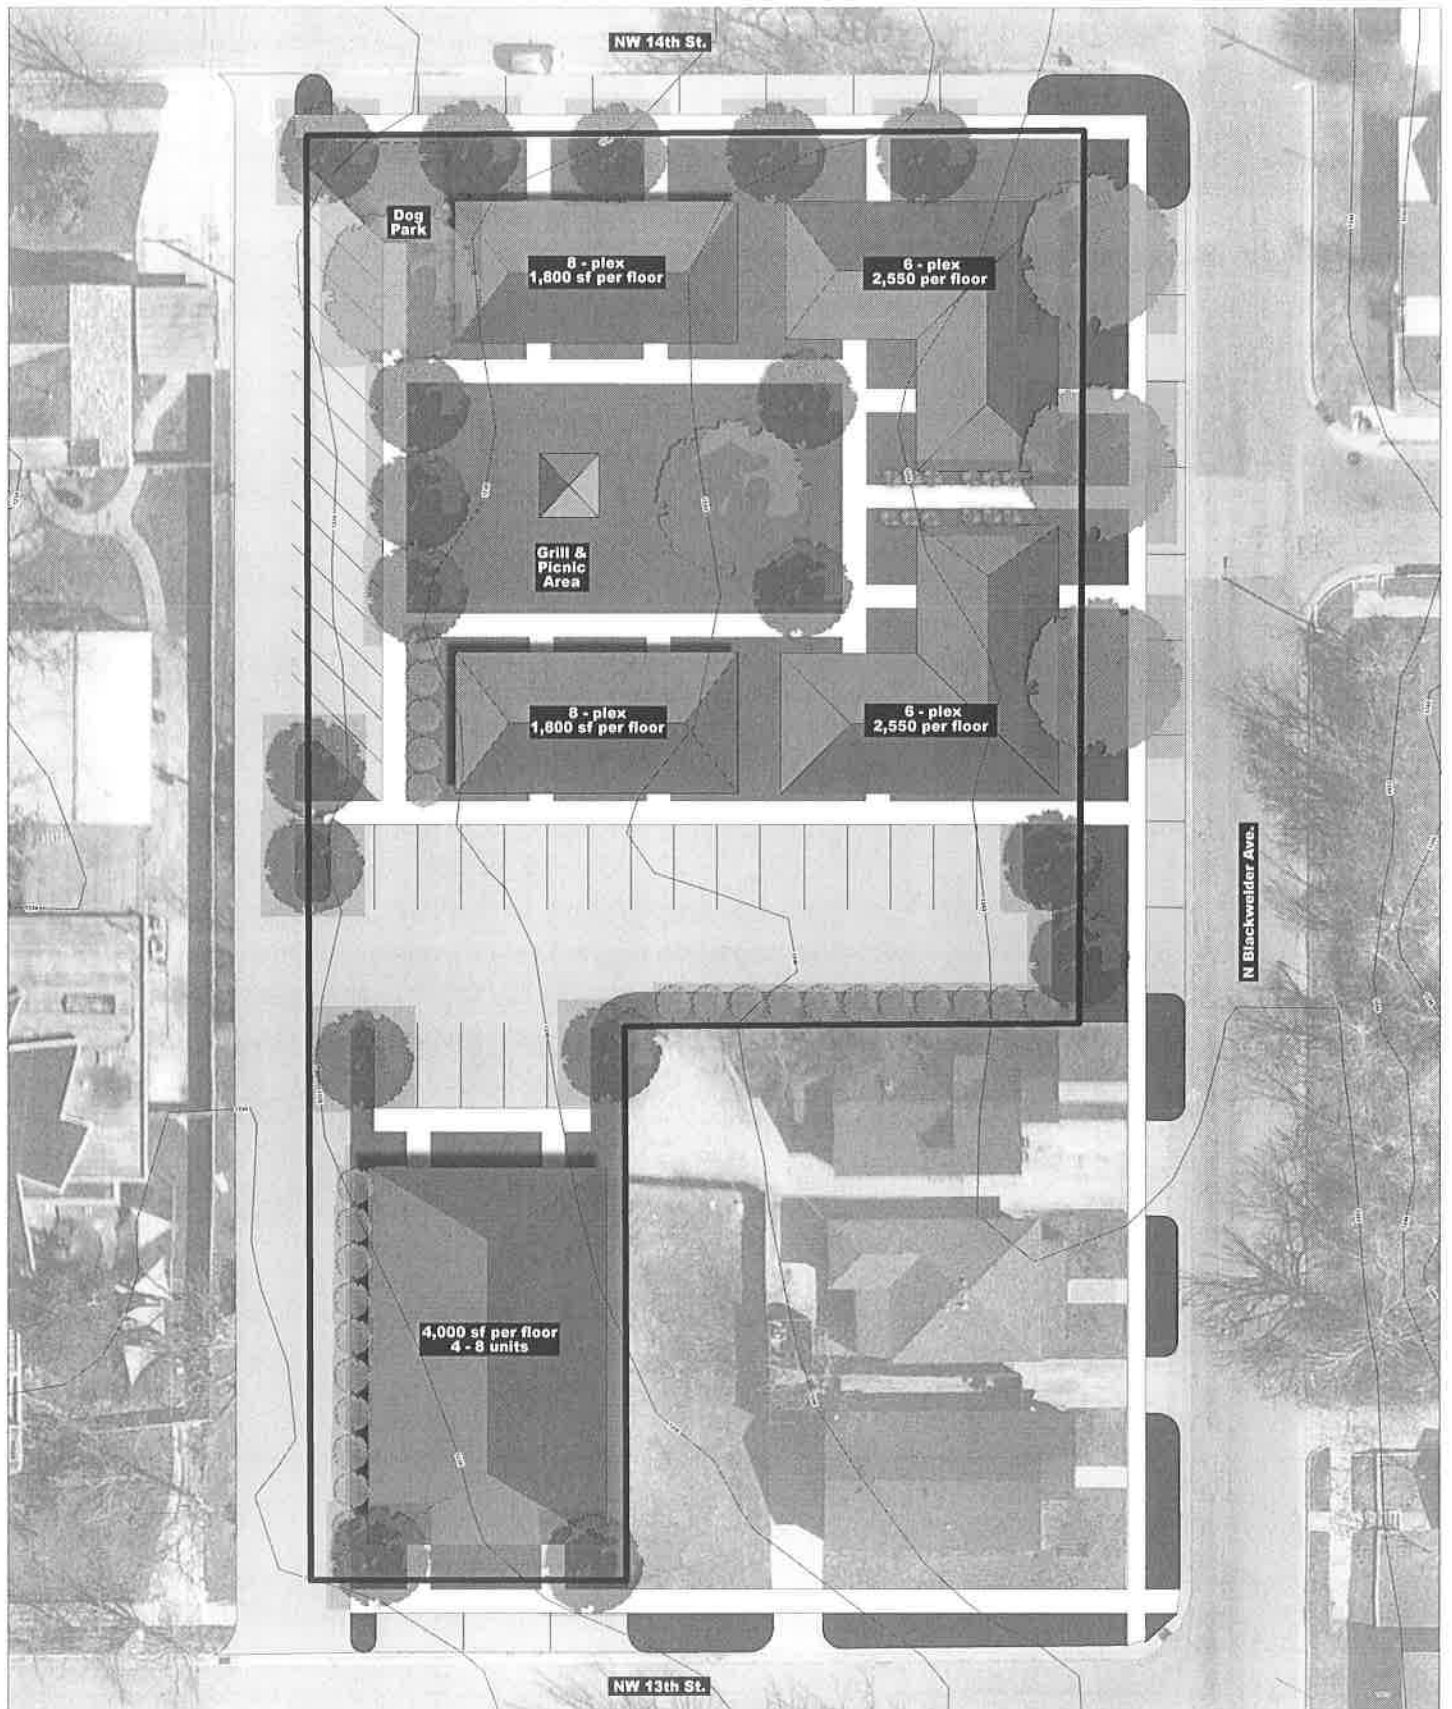 NW 14th St.
Dog
Park
8 - plex
1,800 sf per floor
6 - plex
2,550 per floor
Grill &
Picnic
Area
8 - plex
1,800 sf per floor
6 - plex
2,550 per floor
N Blackwelder Ave.
4,000 sf per floor
4 - 8 units
NW 13th St.